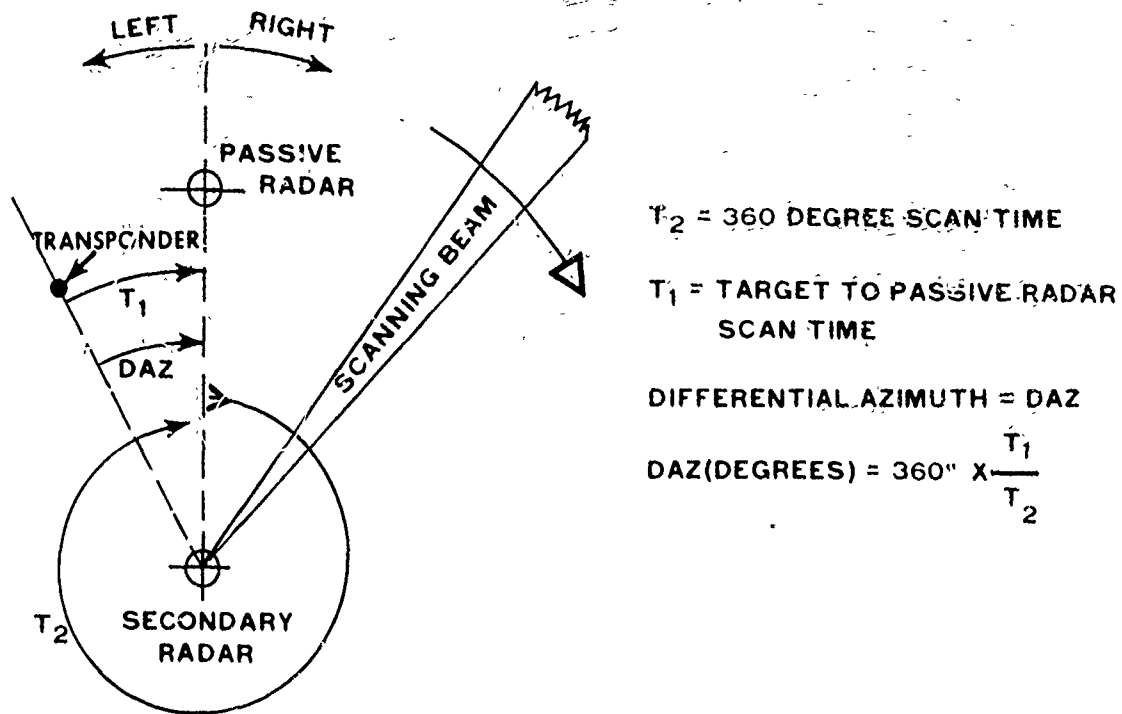 LEFT RIGHT
PASSIVE
RADAR
TRANSPONDER
T1
DAZ
SCANNING BEAM
T2
SECONDARY
RADAR
T2 = 360 DEGREE SCAN TIME
T1 = TARGET TO PASSIVE RADAR
SCAN TIME
DIFFERENTIAL AZIMUTH = DAZ
DAZ(DEGREES) = 360" X T1
T2